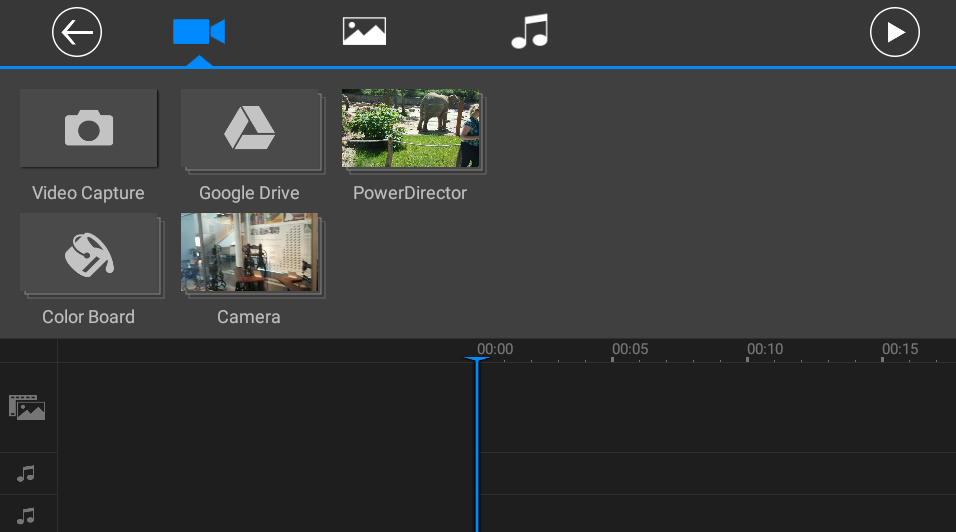 Video Capture
Google Drive
PowerDirector
Color Board
Camera
00:00
00:05
00:10
00:15